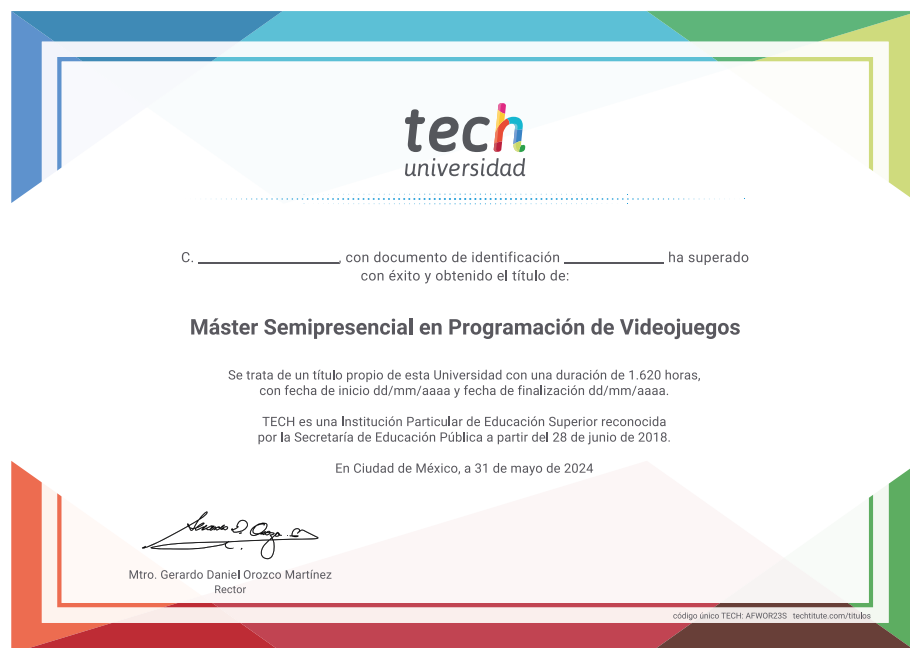 tech
universidad
C. ____________________, con documento de identificación ______________ ha superado
con éxito y obtenido el título de:
Máster Semipresencial en Programación de Videojuegos
Se trata de un título propio de esta Universidad con una duración de 1.620 horas,
con fecha de inicio dd/mm/aaaa y fecha de finalización dd/mm/aaaa.
TECH es una Institución Particular de Educación Superior reconocida
por la Secretaría de Educación Pública a partir del 28 de junio de 2018.
En Ciudad de México, a 31 de mayo de 2024
Mtro. Gerardo Daniel Orozco Martínez
Rector
código único TECH: AFWOR23S techtitute.com/titulos